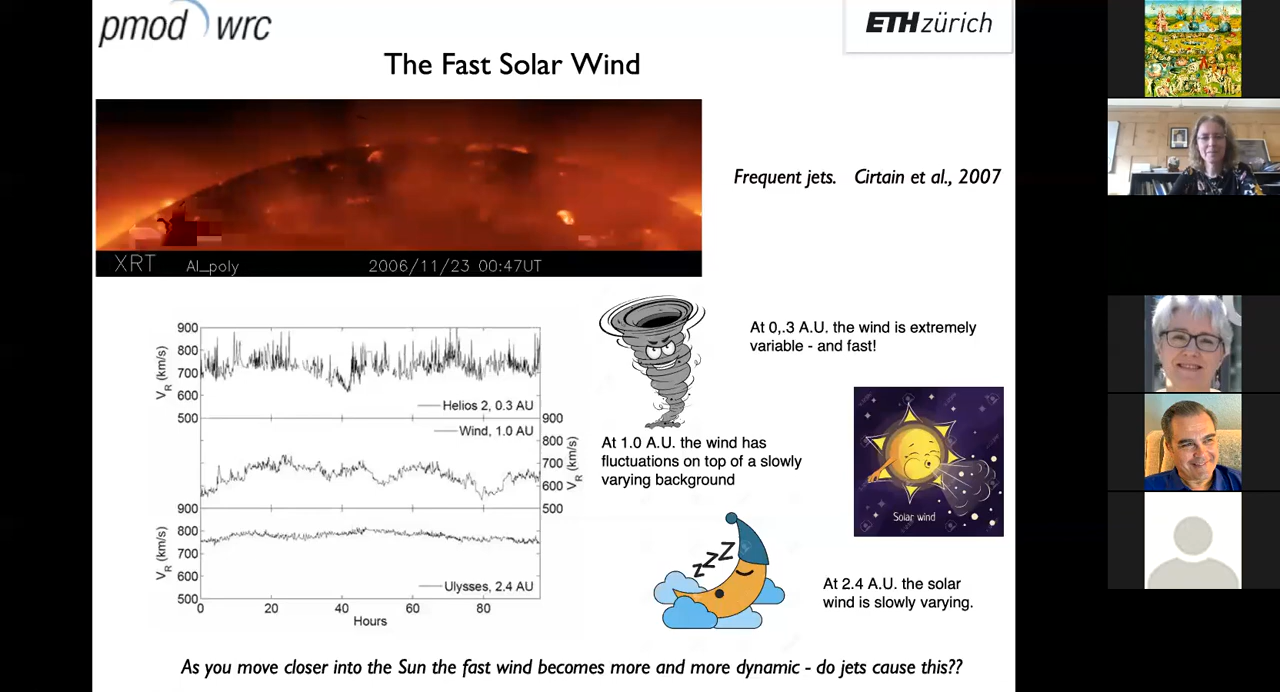 pmod wrc
ETH zürich
The Fast Solar Wind
Frequent jets. Cirtain et al., 2007
XRT Al_poly 2006/11/23 00:47UT
At 0,.3 A.U. the wind is extremely
variable - and fast!
900
800
700
600
500
V_R (km/s)
Helios 2, 0.3 AU
Wind, 1.0 AU
900
800
700
600
500
V_R (km/s)
At 1.0 A.U. the wind has
fluctuations on top of a slowly
varying background
Solar wind
900
800
700
600
500
V_R (km/s)
Ulysses, 2.4 AU
0 20 40 60 80
Hours
zzZZ
At 2.4 A.U. the solar
wind is slowly varying.
As you move closer into the Sun the fast wind becomes more and more dynamic - do jets cause this??